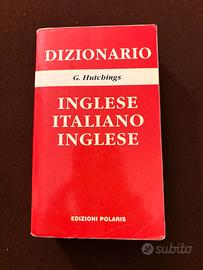 DIZIONARIO
G. Hutchings
INGLESE
ITALIANO
INGLESE
EDIZIONI POLARIS
subito